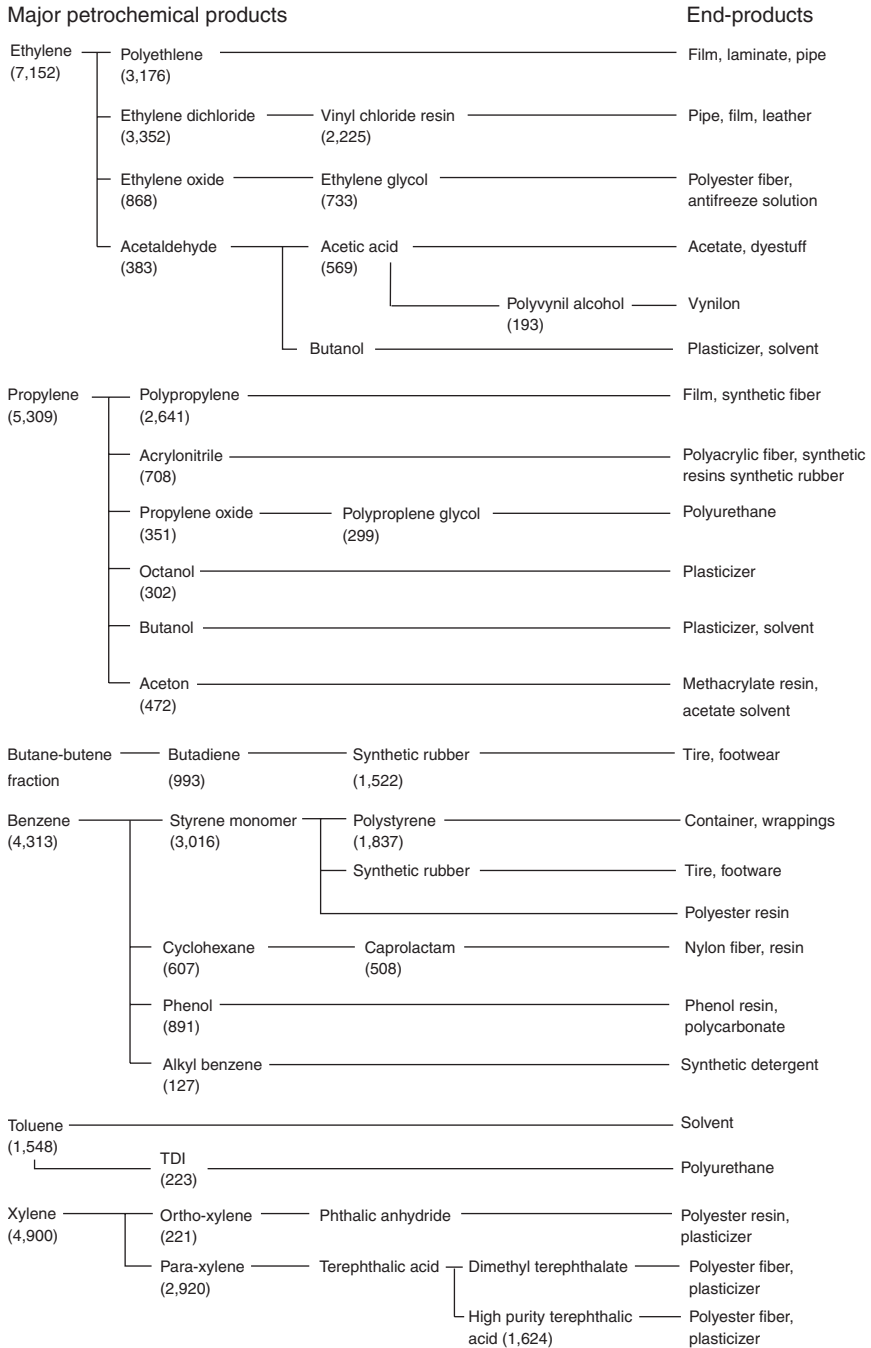 Major petrochemical products
End-products
Ethylene
(7,152)
Polyethlene
(3,176)
Film, laminate, pipe
Ethylene dichloride
(3,352)
Vinyl chloride resin
(2,225)
Pipe, film, leather
Ethylene oxide
(868)
Ethylene glycol
(733)
Polyester fiber,
antifreeze solution
Acetaldehyde
(383)
Acetic acid
(569)
Acetate, dyestuff
Polyvynil alcohol
(193)
Vynilon
Butanol
Plasticizer, solvent
Propylene
(5,309)
Polypropylene
(2,641)
Film, synthetic fiber
Acrylonitrile
(708)
Polyacrylic fiber, synthetic
resins synthetic rubber
Propylene oxide
(351)
Polyproplene glycol
(299)
Polyurethane
Octanol
(302)
Plasticizer
Butanol
Plasticizer, solvent
Aceton
(472)
Methacrylate resin,
acetate solvent
Butane-butene
fraction
Butadiene
(993)
Synthetic rubber
(1,522)
Tire, footwear
Benzene
(4,313)
Styrene monomer
(3,016)
Polystyrene
(1,837)
Container, wrappings
Synthetic rubber
Tire, footware
Polyester resin
Cyclohexane
(607)
Caprolactam
(508)
Nylon fiber, resin
Phenol
(891)
Phenol resin,
polycarbonate
Alkyl benzene
(127)
Synthetic detergent
Toluene
(1,548)
Solvent
TDI
(223)
Polyurethane
Xylene
(4,900)
Ortho-xylene
(221)
Phthalic anhydride
Polyester resin,
plasticizer
Para-xylene
(2,920)
Terephthalic acid
Dimethyl terephthalate
Polyester fiber,
plasticizer
High purity terephthalic
acid (1,624)
Polyester fiber,
plasticizer